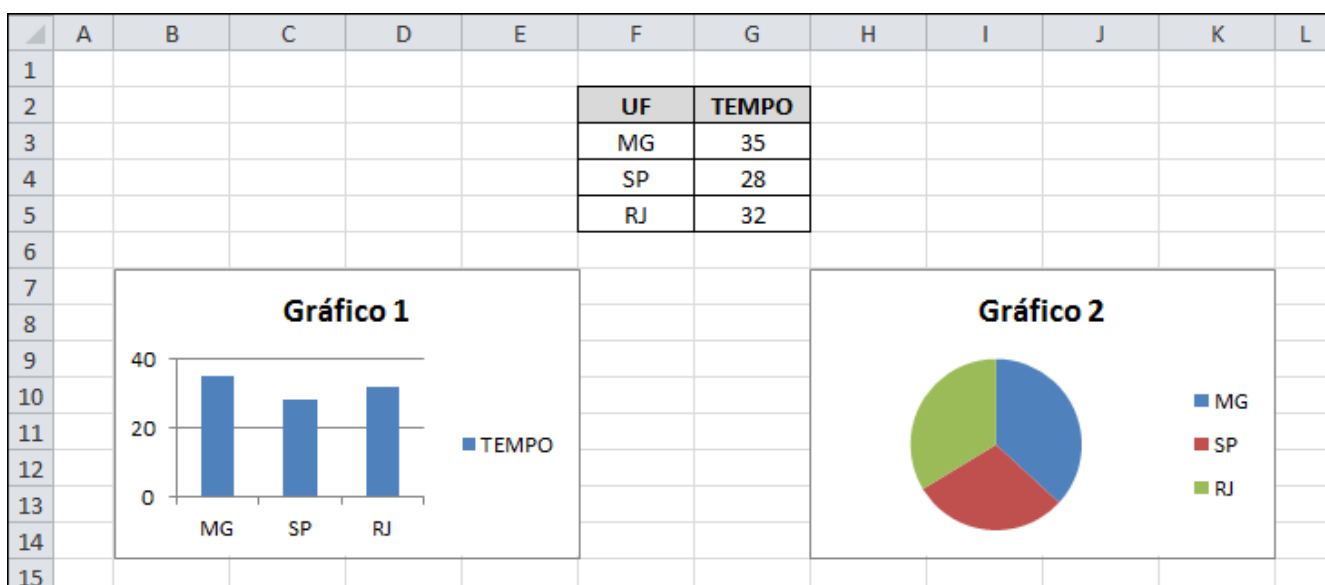 A B C D E F G H I J K L
1
2 UF TEMPO
3 MG 35
4 SP 28
5 RJ 32
6
7
8 Gráfico 1 Gráfico 2
9 40
10 MG
11 20 TEMPO SP
12
13 0 RJ
14 MG SP RJ
15